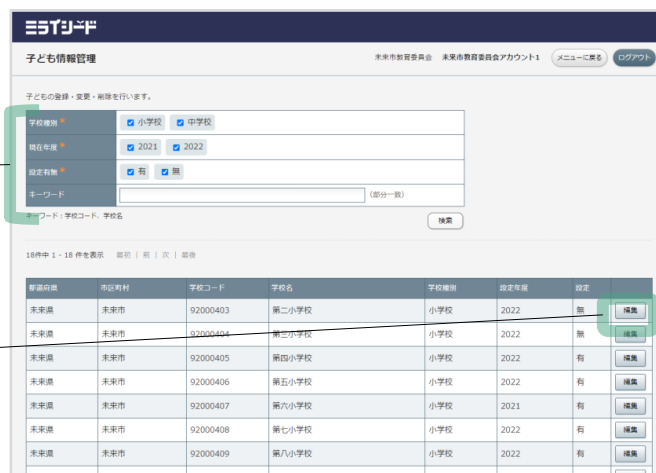 ミライシード
子ども情報管理 未来市教育委員会 未来市教育委員会アカウント1 メニューに戻る ログアウト
子どもの登録・変更・削除を行います。
学校種別 * 小学校 中学校
現在年度 * 2021 2022
設定有無 * 有 無
キーワード (部分一致)
キーワード：学校コード、学校名 検索
18件中 1 - 18 件を表示 最初 | 前 | 次 | 最後
都道府県 市区町村 学校コード 学校名 学校種別 設定年度 設定
未来県 未来市 92000403 第二小学校 小学校 2022 無 編集
未来県 未来市 92000404 第三小学校 小学校 2022 無 編集
未来県 未来市 92000405 第四小学校 小学校 2022 有 編集
未来県 未来市 92000406 第五小学校 小学校 2022 有 編集
未来県 未来市 92000407 第六小学校 小学校 2021 有 編集
未来県 未来市 92000408 第七小学校 小学校 2022 有 編集
未来県 未来市 92000409 第八小学校 小学校 2022 有 編集